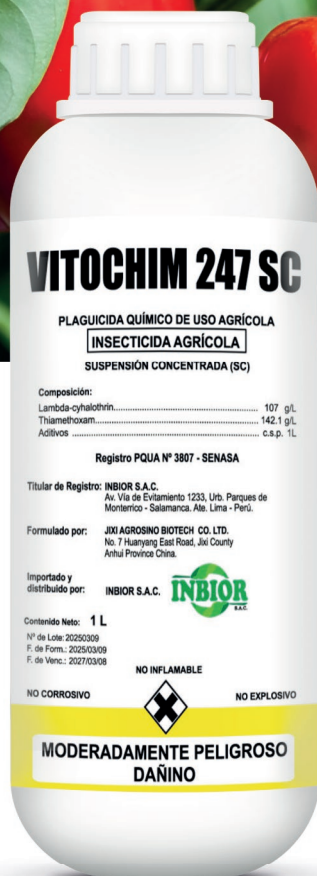 VITOCHIM 247 SC
PLAGUICIDA QUÍMICO DE USO AGRÍCOLA
INSECTICIDA AGRÍCOLA
SUSPENSIÓN CONCENTRADA (SC)
Composición:
Lambda-cyhalothrin................................................ 107 g/L
Thiamethoxam..................................................... 142.1 g/L
Aditivos ................................................................ c.s.p. 1L
Registro PQUA Nº 3807 - SENASA
Titular de Registro: INBIOR S.A.C.
Av. Vía de Evitamiento 1233, Urb. Parques de
Monterrico - Salamanca. Ate. Lima - Perú.
Formulado por: JIXI AGROSINO BIOTECH CO. LTD.
No. 7 Huanyang East Road, Jixi County
Anhui Province China.
Importado y
distribuido por: INBIOR S.A.C.
INBIOR
S.A.C.
Contenido Neto: 1 L
Nº de Lote: 20250309
F. de Form.: 2025/03/09
F. de Venc.: 2027/03/08
NO INFLAMABLE
NO CORROSIVO
NO EXPLOSIVO
MODERADAMENTE PELIGROSO
DAÑINO